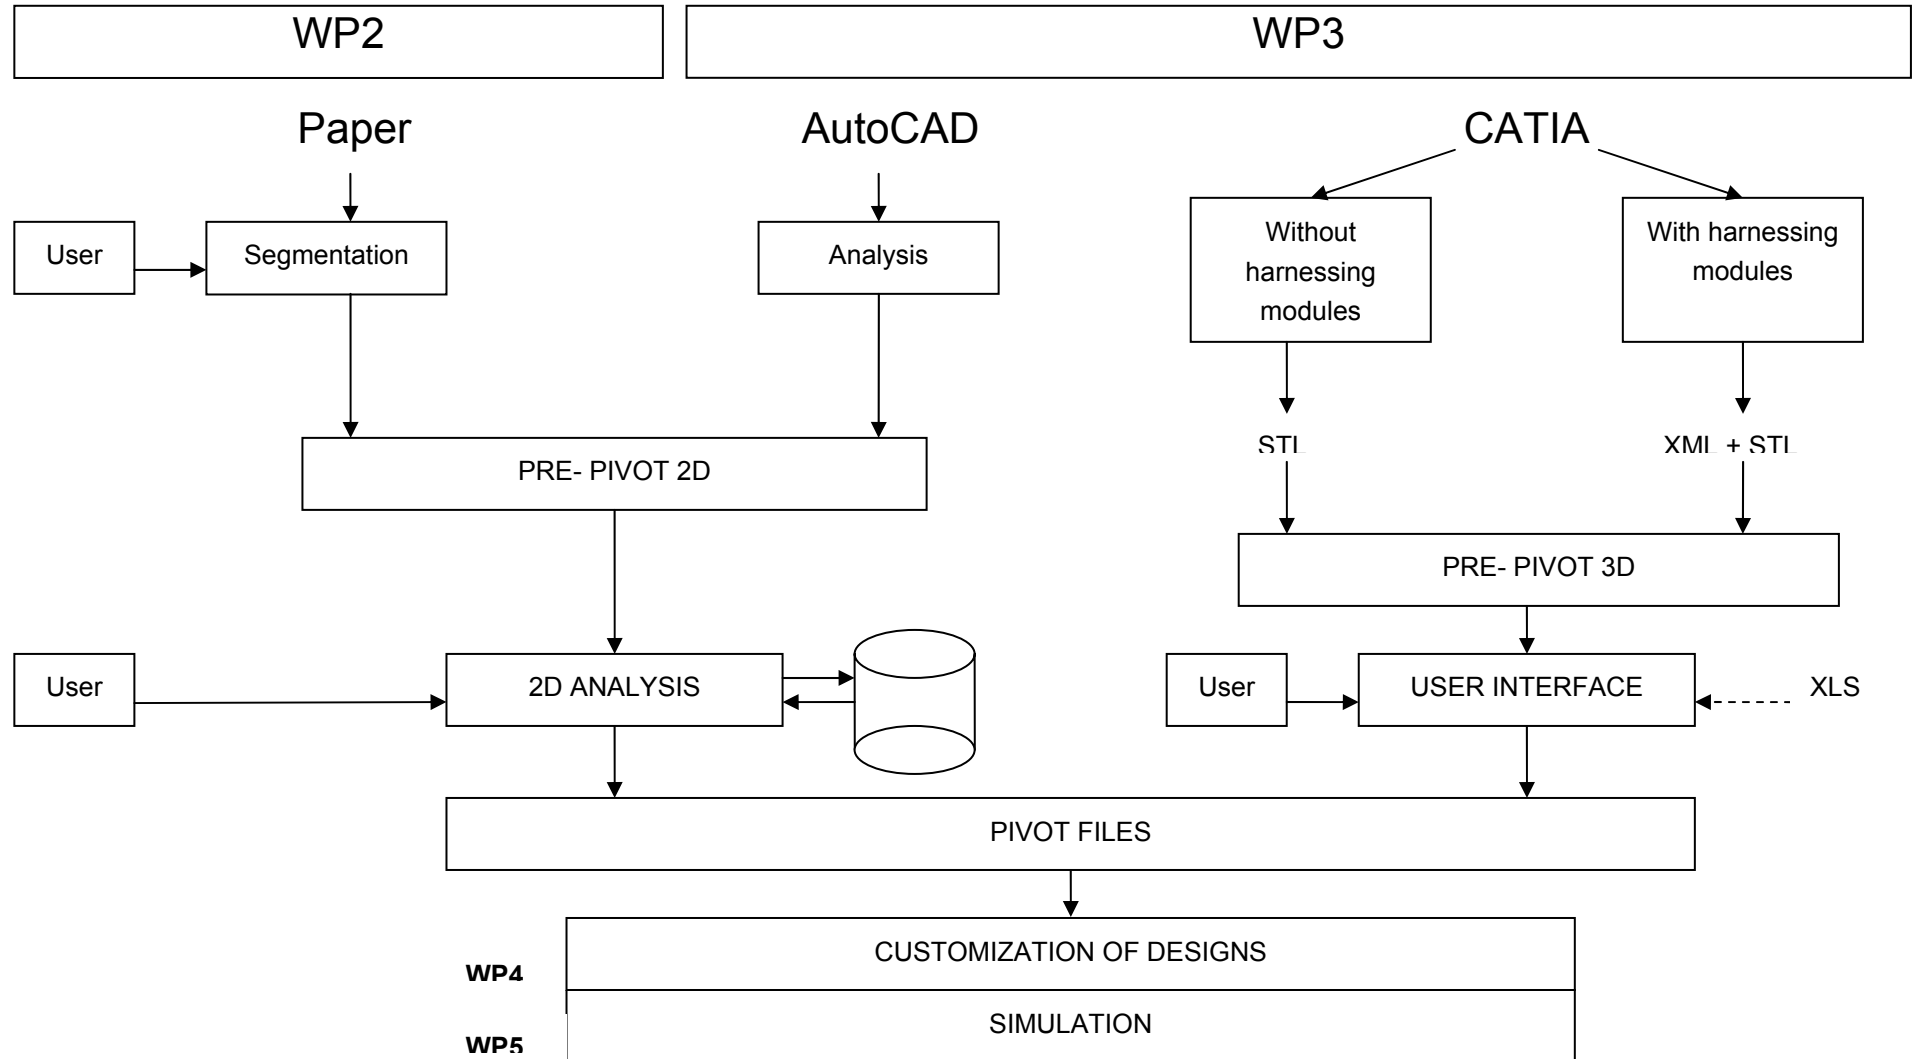 WP2
WP3
Paper
AutoCAD
CATIA
User
Segmentation
Analysis
Without
harnessing
modules
With harnessing
modules
STL
XML + STL
PRE- PIVOT 2D
PRE- PIVOT 3D
User
2D ANALYSIS
User
USER INTERFACE
XLS
PIVOT FILES
CUSTOMIZATION OF DESIGNS
WP4
SIMULATION
WP5